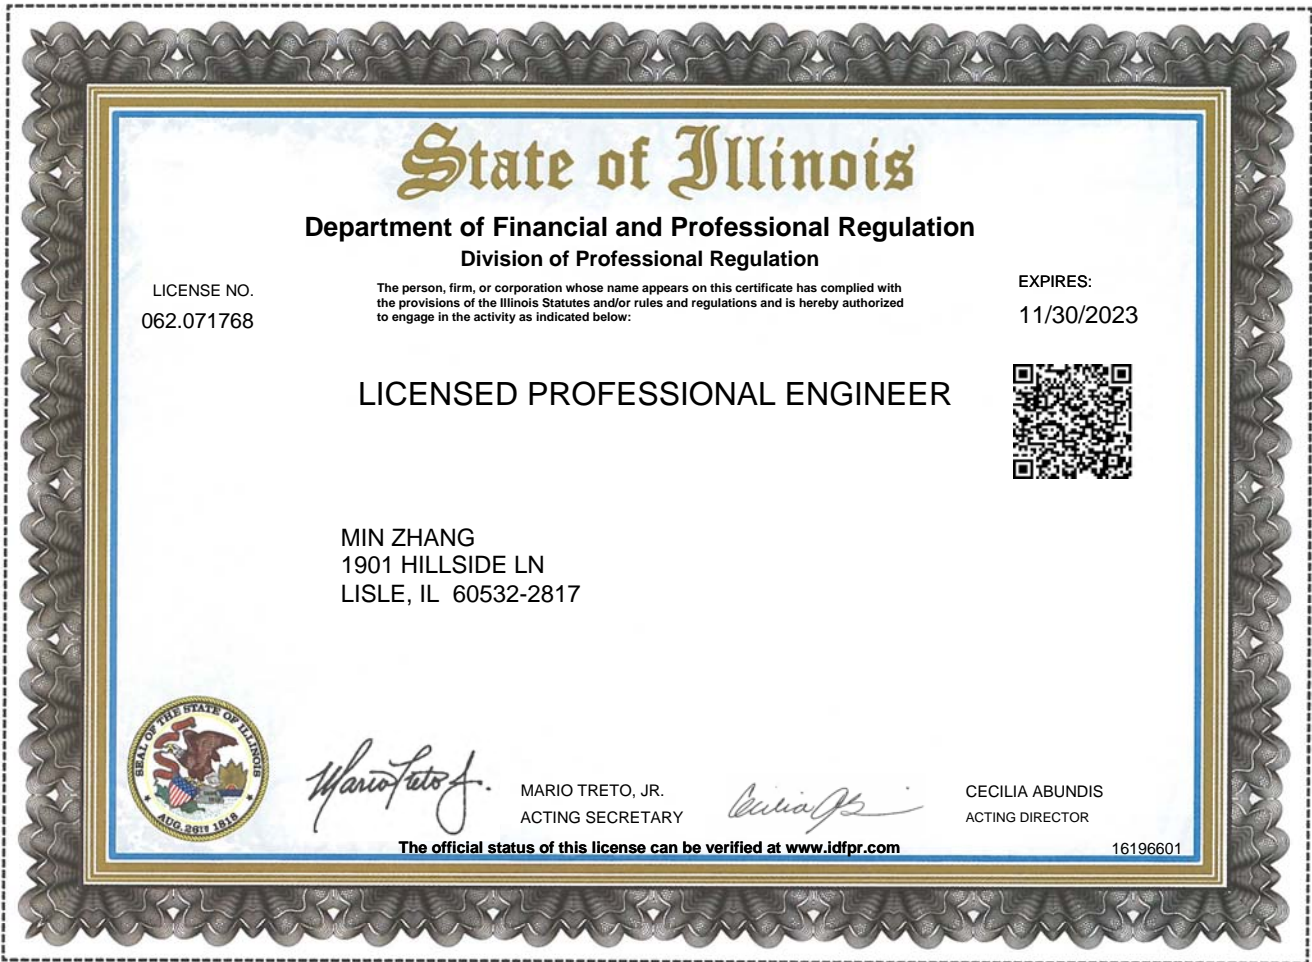 State of Illinois
Department of Financial and Professional Regulation
Division of Professional Regulation
LICENSE NO.
062.071768
The person, firm, or corporation whose name appears on this certificate has complied with
the provisions of the Illinois Statutes and/or rules and regulations and is hereby authorized
to engage in the activity as indicated below:
EXPIRES:
11/30/2023
LICENSED PROFESSIONAL ENGINEER
MIN ZHANG
1901 HILLSIDE LN
LISLE, IL 60532-2817
SEAL OF THE STATE OF ILLINOIS
AUG. 26TH 1818
Mario Treto Jr.
MARIO TRETO, JR.
ACTING SECRETARY
CECILIA ABUNDIS
ACTING DIRECTOR
The official status of this license can be verified at www.idfpr.com
16196601